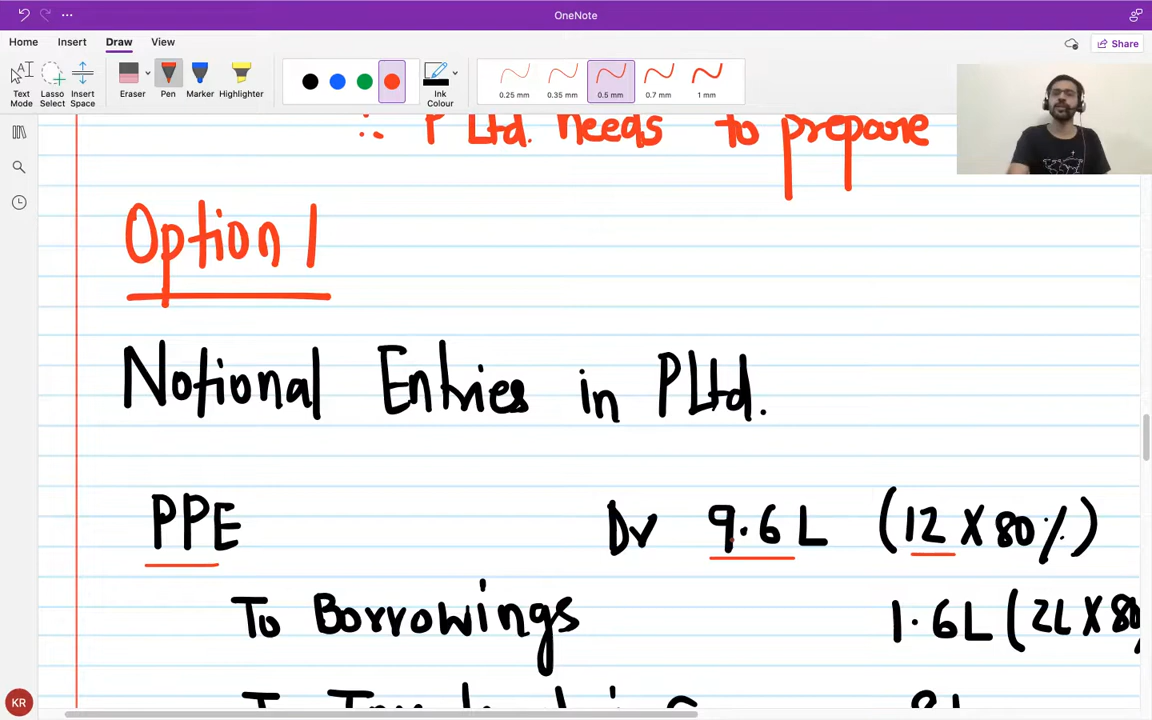 OneNote
Home Insert Draw View
Share
Text Mode
Lasso Select
Insert Space
Eraser
Pen
Marker
Highlighter
Ink Colour
0.25 mm
0.35 mm
0.5 mm
0.7 mm
1 mm
∴ P Ltd. needs to prepare
Option 1
Notional Entries in P Ltd.
PPE Dr 9.6 L (12 X 80%)
To Borrowings 1.6L (2L X 80
KR